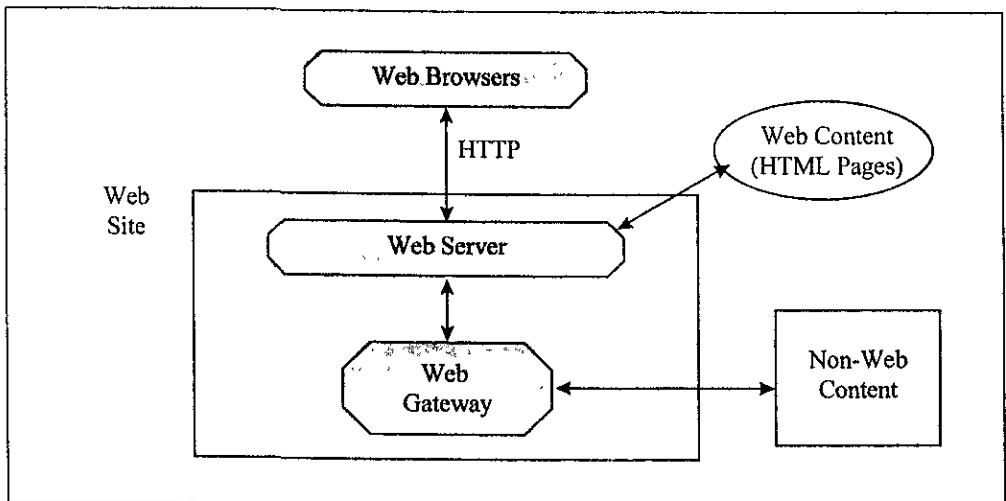 Web Browsers
HTTP
Web Content
(HTML Pages)
Web
Site
Web Server
Web
Gateway
Non-Web
Content